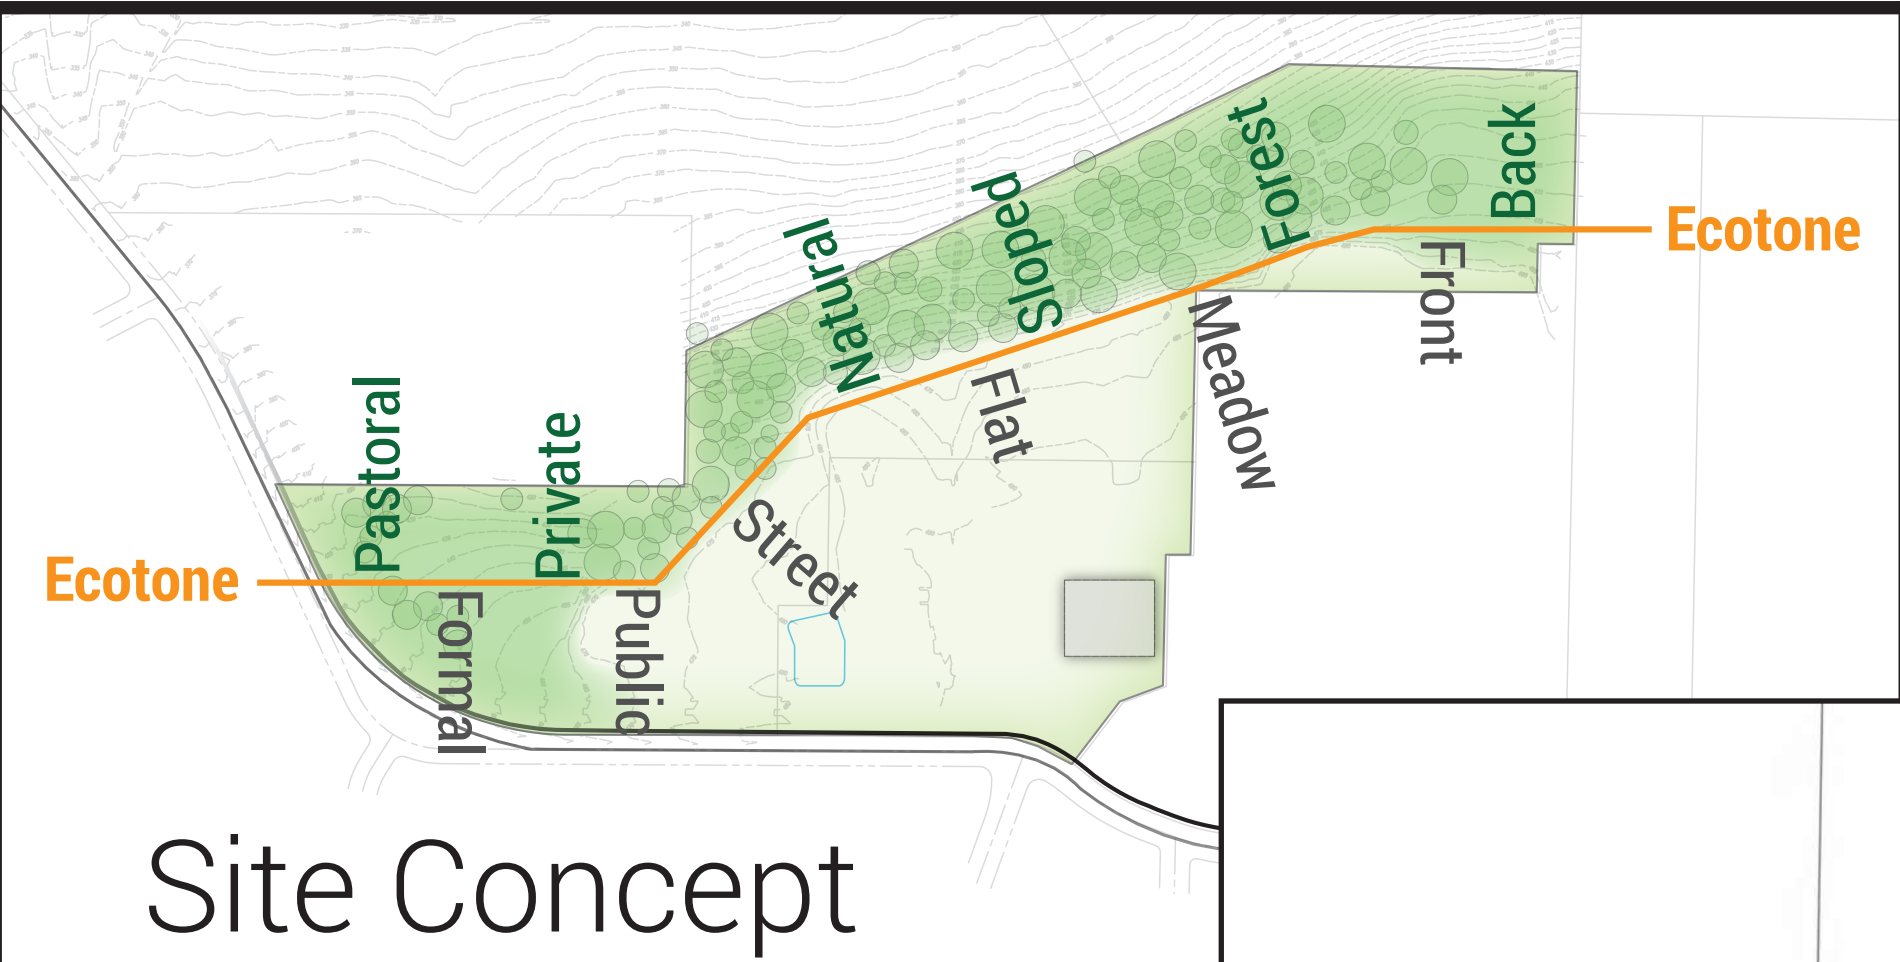 Pastoral
Private
Natural
Sloped
Forest
Back
Ecotone
Ecotone
Formal
Public
Street
Flat
Meadow
Front
Site Concept